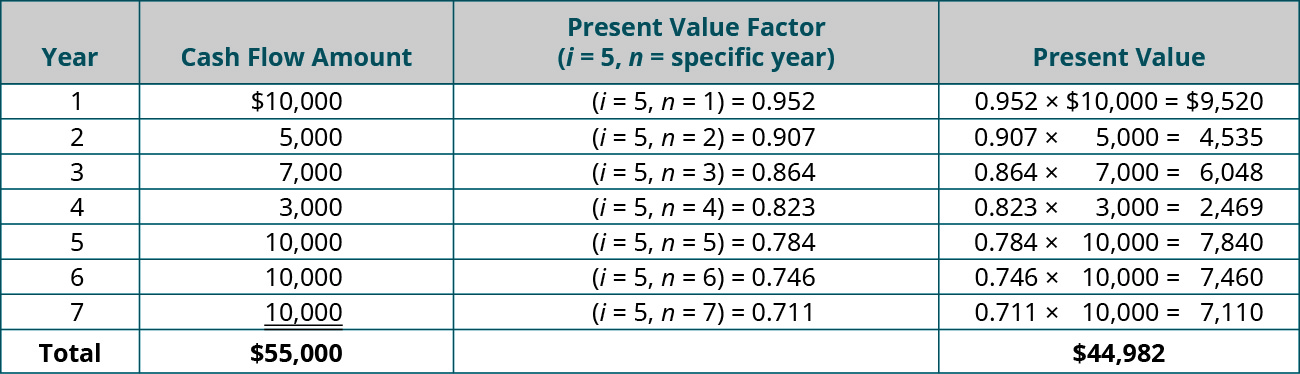 Year Cash Flow Amount Present Value Factor Present Value
(i = 5, n = specific year)
1 $10,000 (i = 5, n = 1) = 0.952 0.952 × $10,000 = $9,520
2 5,000 (i = 5, n = 2) = 0.907 0.907 × 5,000 = 4,535
3 7,000 (i = 5, n = 3) = 0.864 0.864 × 7,000 = 6,048
4 3,000 (i = 5, n = 4) = 0.823 0.823 × 3,000 = 2,469
5 10,000 (i = 5, n = 5) = 0.784 0.784 × 10,000 = 7,840
6 10,000 (i = 5, n = 6) = 0.746 0.746 × 10,000 = 7,460
7 10,000 (i = 5, n = 7) = 0.711 0.711 × 10,000 = 7,110
Total $55,000 $44,982